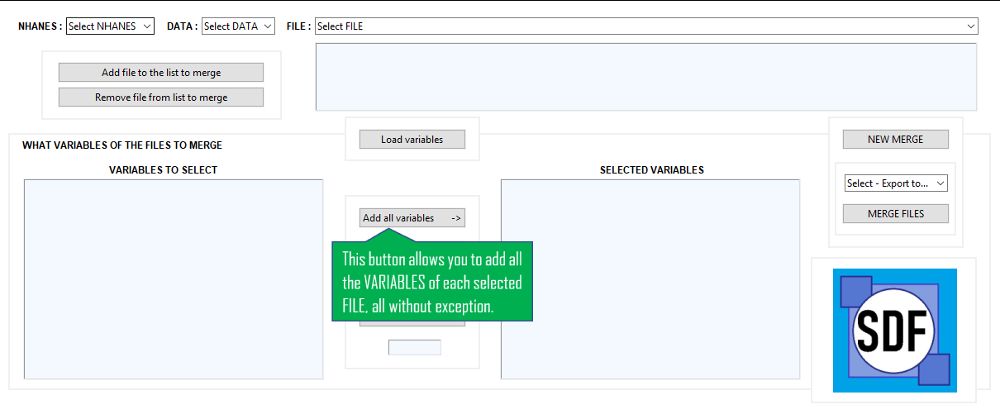 NHANES : Select NHANES DATA : Select DATA FILE : Select FILE
Add file to the list to merge
Remove file from list to merge
Load variables
NEW MERGE
WHAT VARIABLES OF THE FILES TO MERGE
VARIABLES TO SELECT
SELECTED VARIABLES
Select - Export to...
MERGE FILES
Add all variables ->
This button allows you to add all
the VARIABLES of each selected
FILE, all without exception.
SDF